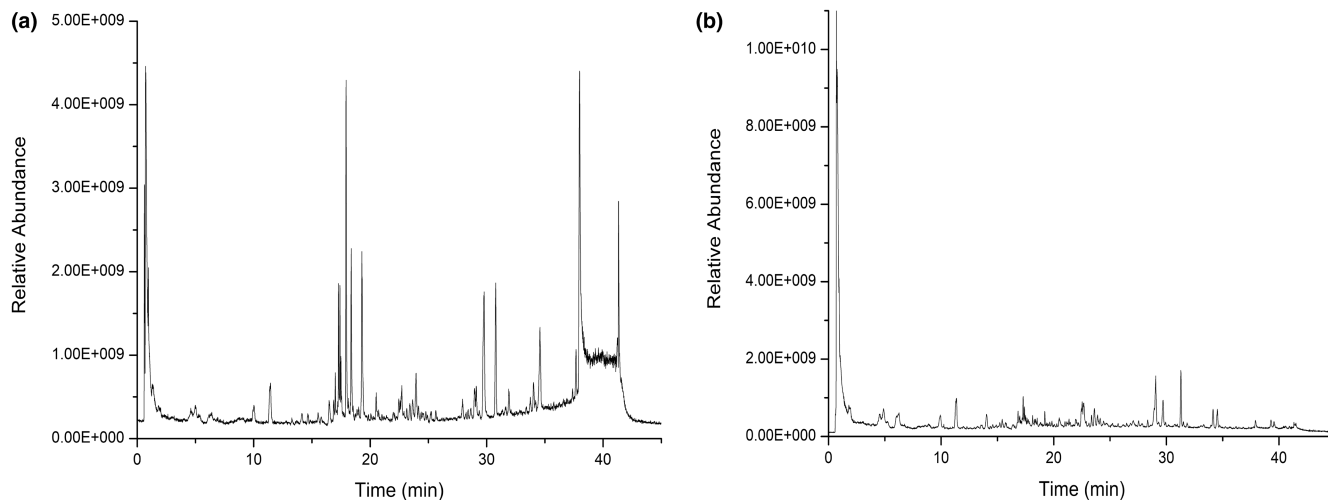 (a)
5.00E+009
4.00E+009
3.00E+009
2.00E+009
1.00E+009
0.00E+000
Relative Abundance
0 10 20 30 40
Time (min)
(b)
1.00E+010
8.00E+009
6.00E+009
4.00E+009
2.00E+009
0.00E+000
Relative Abundance
0 10 20 30 40
Time (min)